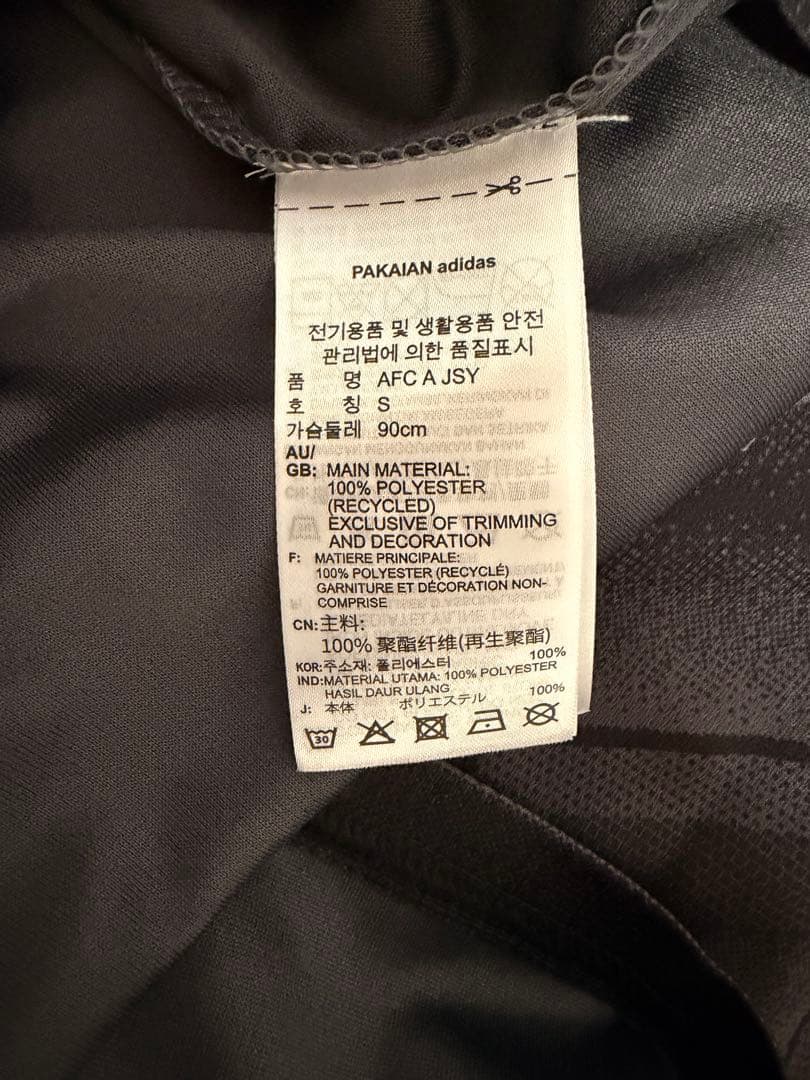 PAKAIAN adidas
전기용품 및 생활용품 안전
관리법에 의한 품질표시
품 명 AFC A JSY
호 칭 S
가슴둘레 90cm
AU/
GB: MAIN MATERIAL:
100% POLYESTER
(RECYCLED)
EXCLUSIVE OF TRIMMING
AND DECORATION
F: MATIERE PRINCIPALE:
100% POLYESTER (RECYCLÉ)
GARNITURE ET DÉCORATION NON-
COMPRISE
CN: 主料:
100% 聚酯纤维(再生聚酯)
KOR: 주소재: 폴리에스터 100%
IND: MATERIAL UTAMA: 100% POLYESTER
HASIL DAUR ULANG
J: 本体 ポリエステル 100%
30